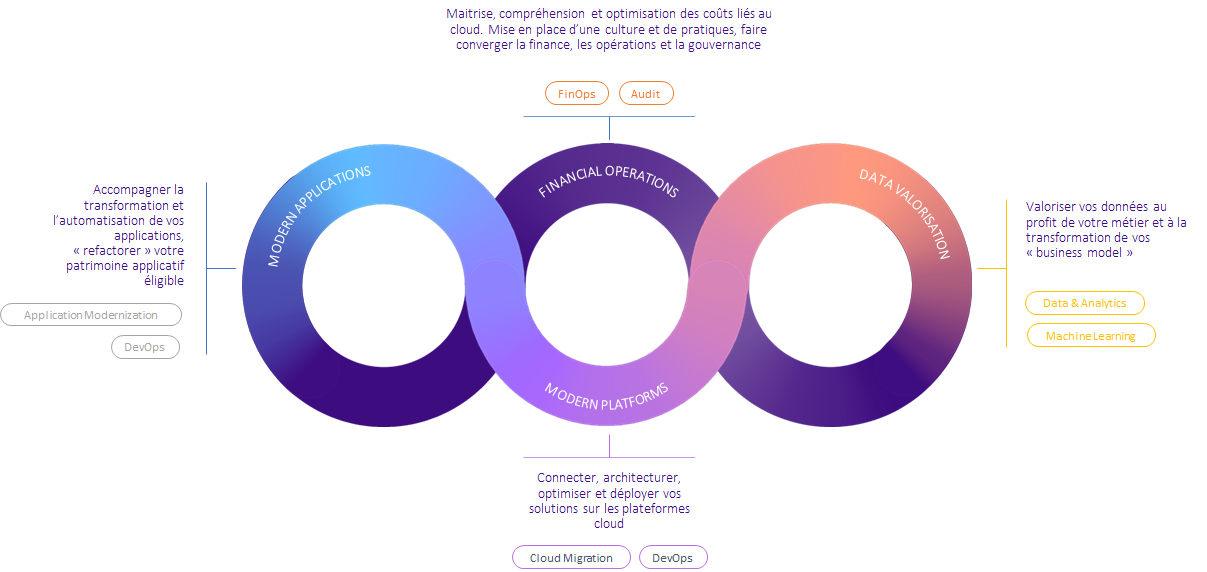 Maitrise, compréhension et optimisation des coûts liés au
cloud. Mise en place d’une culture et de pratiques, faire
converger la finance, les opérations et la gouvernance
FinOps
Audit
MODERN APPLICATIONS
FINANCIAL OPERATIONS
DATA VALORISATION
MODERN PLATFORMS
Accompagner la
transformation et
l’automatisation de vos
applications,
« refactorer » votre
patrimoine applicatif
éligible
Application Modernization
DevOps
Valoriser vos données au
profit de votre métier et à la
transformation de vos
« business model »
Data & Analytics
Machine Learning
Connecter, architecturer,
optimiser et déployer vos
solutions sur les plateformes
cloud
Cloud Migration
DevOps